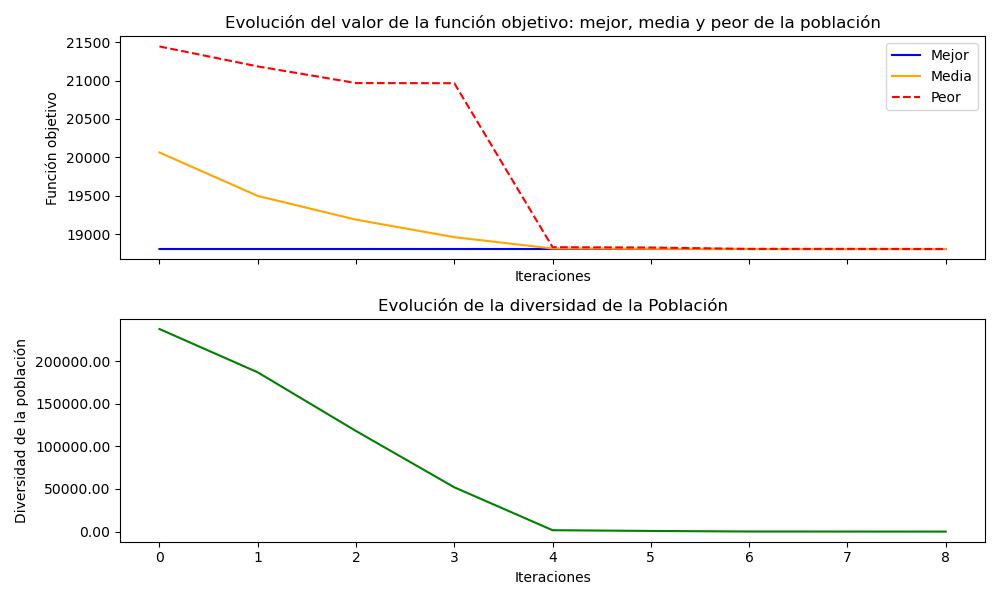 Evolución del valor de la función objetivo: mejor, media y peor de la población
Función objetivo
21500
21000
20500
20000
19500
19000
Mejor
Media
Peor
Iteraciones
Evolución de la diversidad de la Población
Diversidad de la población
200000.00
150000.00
100000.00
50000.00
0.00
0 1 2 3 4 5 6 7 8
Iteraciones